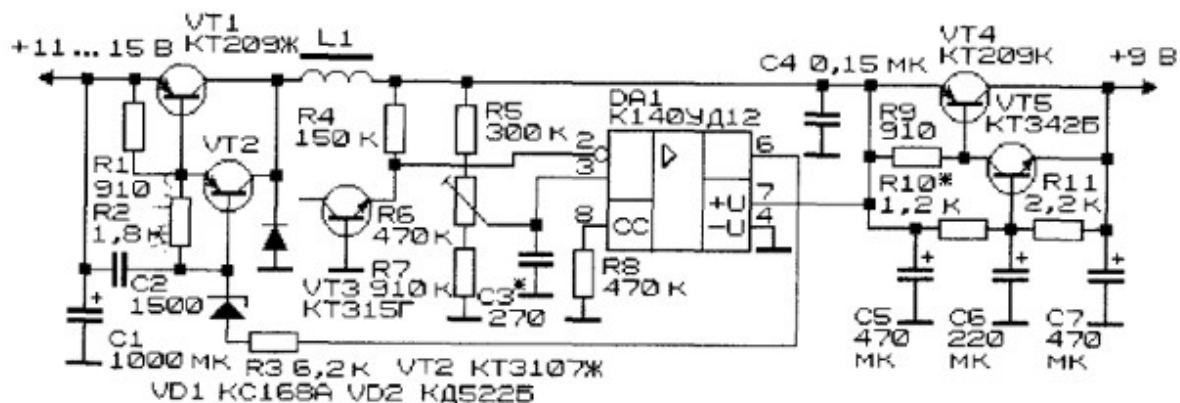 +11 ... 15 В
VT1
КТ209Ж
L1
C4 0,15 мк
VT4
КТ209К
+9 В
R4
150 к
R5
300 к
DA1
К140УД12
R9
910
VT5
КТ342Б
VT2
R1
910
R2
1,8к
2
3
8
CC
6
7
4
+U
-U
R10*
1,2 к
R11
2,2 к
R6
470к
R7
910 к
VT3
КТ315Г
C3*
270
R8
470 к
C2
1500
+
C1
1000 мк
+
C5
470
мк
+
C6
220
мк
+
C7
470
мк
R3 6,2 к
VT2 КТ3107Ж
VD1 КС168А VD2 КД522Б